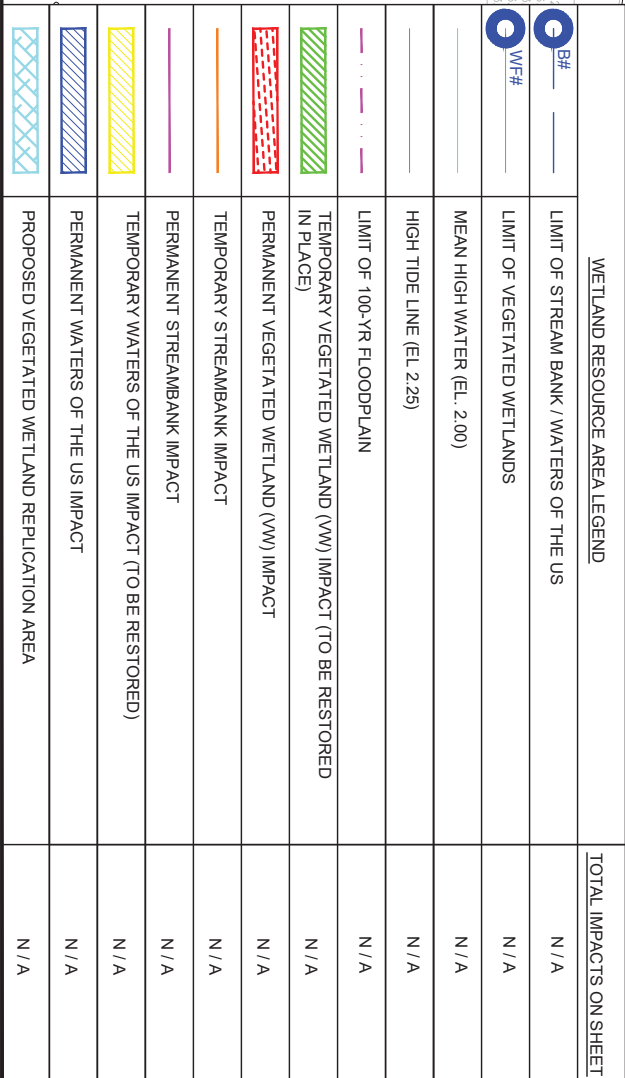 WETLAND RESOURCE AREA LEGEND
TOTAL IMPACTS ON SHEET
B#
LIMIT OF STREAM BANK / WATERS OF THE US
N / A
WF#
LIMIT OF VEGETATED WETLANDS
N / A
MEAN HIGH WATER (EL. 2.00)
N / A
HIGH TIDE LINE (EL 2.25)
N / A
LIMIT OF 100-YR FLOODPLAIN
N / A
TEMPORARY VEGETATED WETLAND (VW) IMPACT (TO BE RESTORED
IN PLACE)
N / A
PERMANENT VEGETATED WETLAND (VW) IMPACT
N / A
TEMPORARY STREAMBANK IMPACT
N / A
PERMANENT STREAMBANK IMPACT
N / A
TEMPORARY WATERS OF THE US IMPACT (TO BE RESTORED)
N / A
PERMANENT WATERS OF THE US IMPACT
N / A
PROPOSED VEGETATED WETLAND REPLICATION AREA
N / A